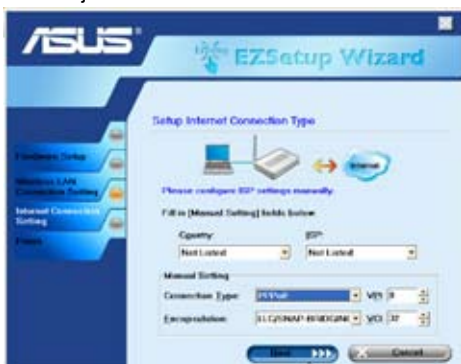 ASUS
EZSetup Wizard
Setup Internet Connection Type
Hardware Setup
Wireless LAN
Connection Setting
Internet Connection
Setting
Internet
Please configure ISP settings manually.
Fill in [Manual Setting] fields below
Country: ISP:
Not Listed Not Listed
Manual Setting
Connection Type: PPPoE VPI
Encapsulation: VCI
Next Cancel